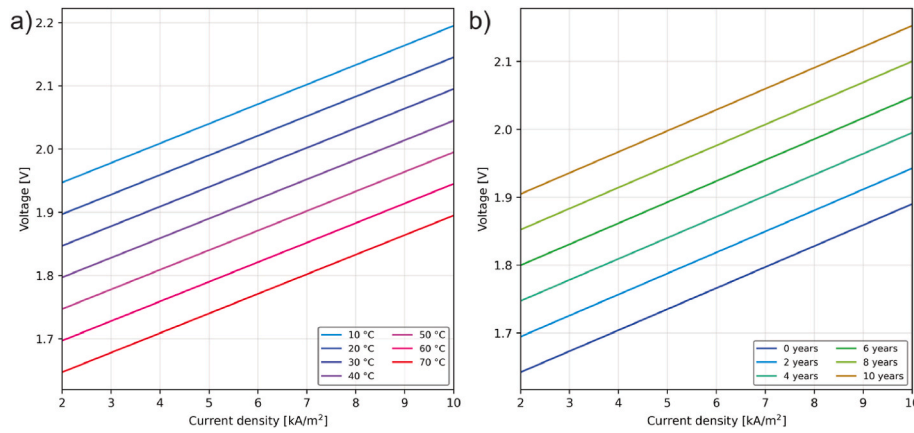 a)
2.2
2.1
2.0
1.9
1.8
1.7
Voltage [V]
2 3 4 5 6 7 8 9 10
Current density [kA/m²]
10 °C
20 °C
30 °C
40 °C
50 °C
60 °C
70 °C
b)
2.1
2.0
1.9
1.8
1.7
Voltage [V]
2 3 4 5 6 7 8 9 10
Current density [kA/m²]
0 years
2 years
4 years
6 years
8 years
10 years